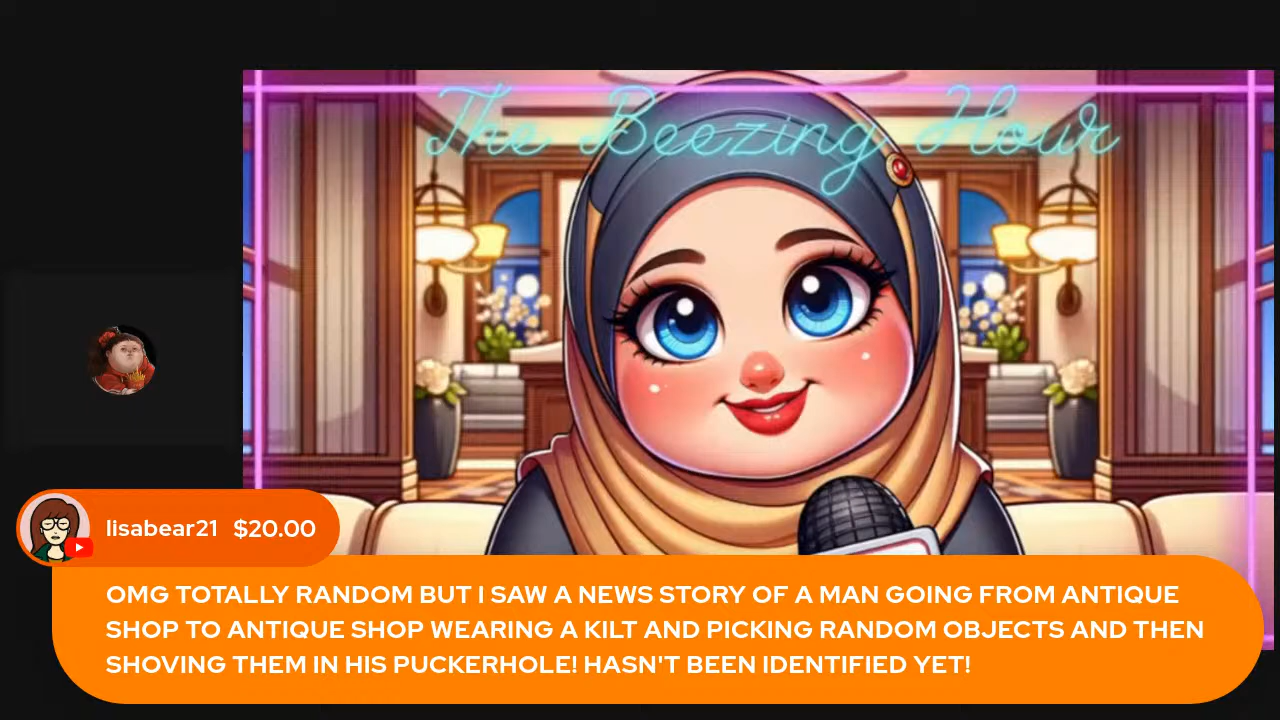 The Beezing Hour
lisabear21 $20.00
OMG TOTALLY RANDOM BUT I SAW A NEWS STORY OF A MAN GOING FROM ANTIQUE
SHOP TO ANTIQUE SHOP WEARING A KILT AND PICKING RANDOM OBJECTS AND THEN
SHOVING THEM IN HIS PUCKERHOLE! HASN'T BEEN IDENTIFIED YET!